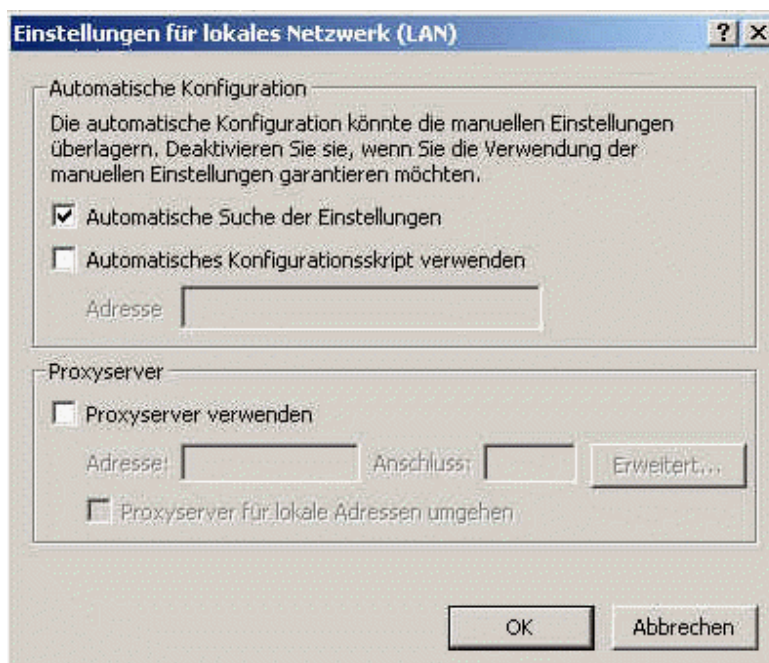 Einstellungen für lokales Netzwerk (LAN)
Automatische Konfiguration
Die automatische Konfiguration könnte die manuellen Einstellungen
überlagern. Deaktivieren Sie sie, wenn Sie die Verwendung der
manuellen Einstellungen garantieren möchten.
Automatische Suche der Einstellungen
Automatisches Konfigurationsskript verwenden
Adresse
Proxyserver
Proxyserver verwenden
Adresse: Anschluss: Erweitert...
Proxyserver für lokale Adressen umgehen
OK Abbrechen